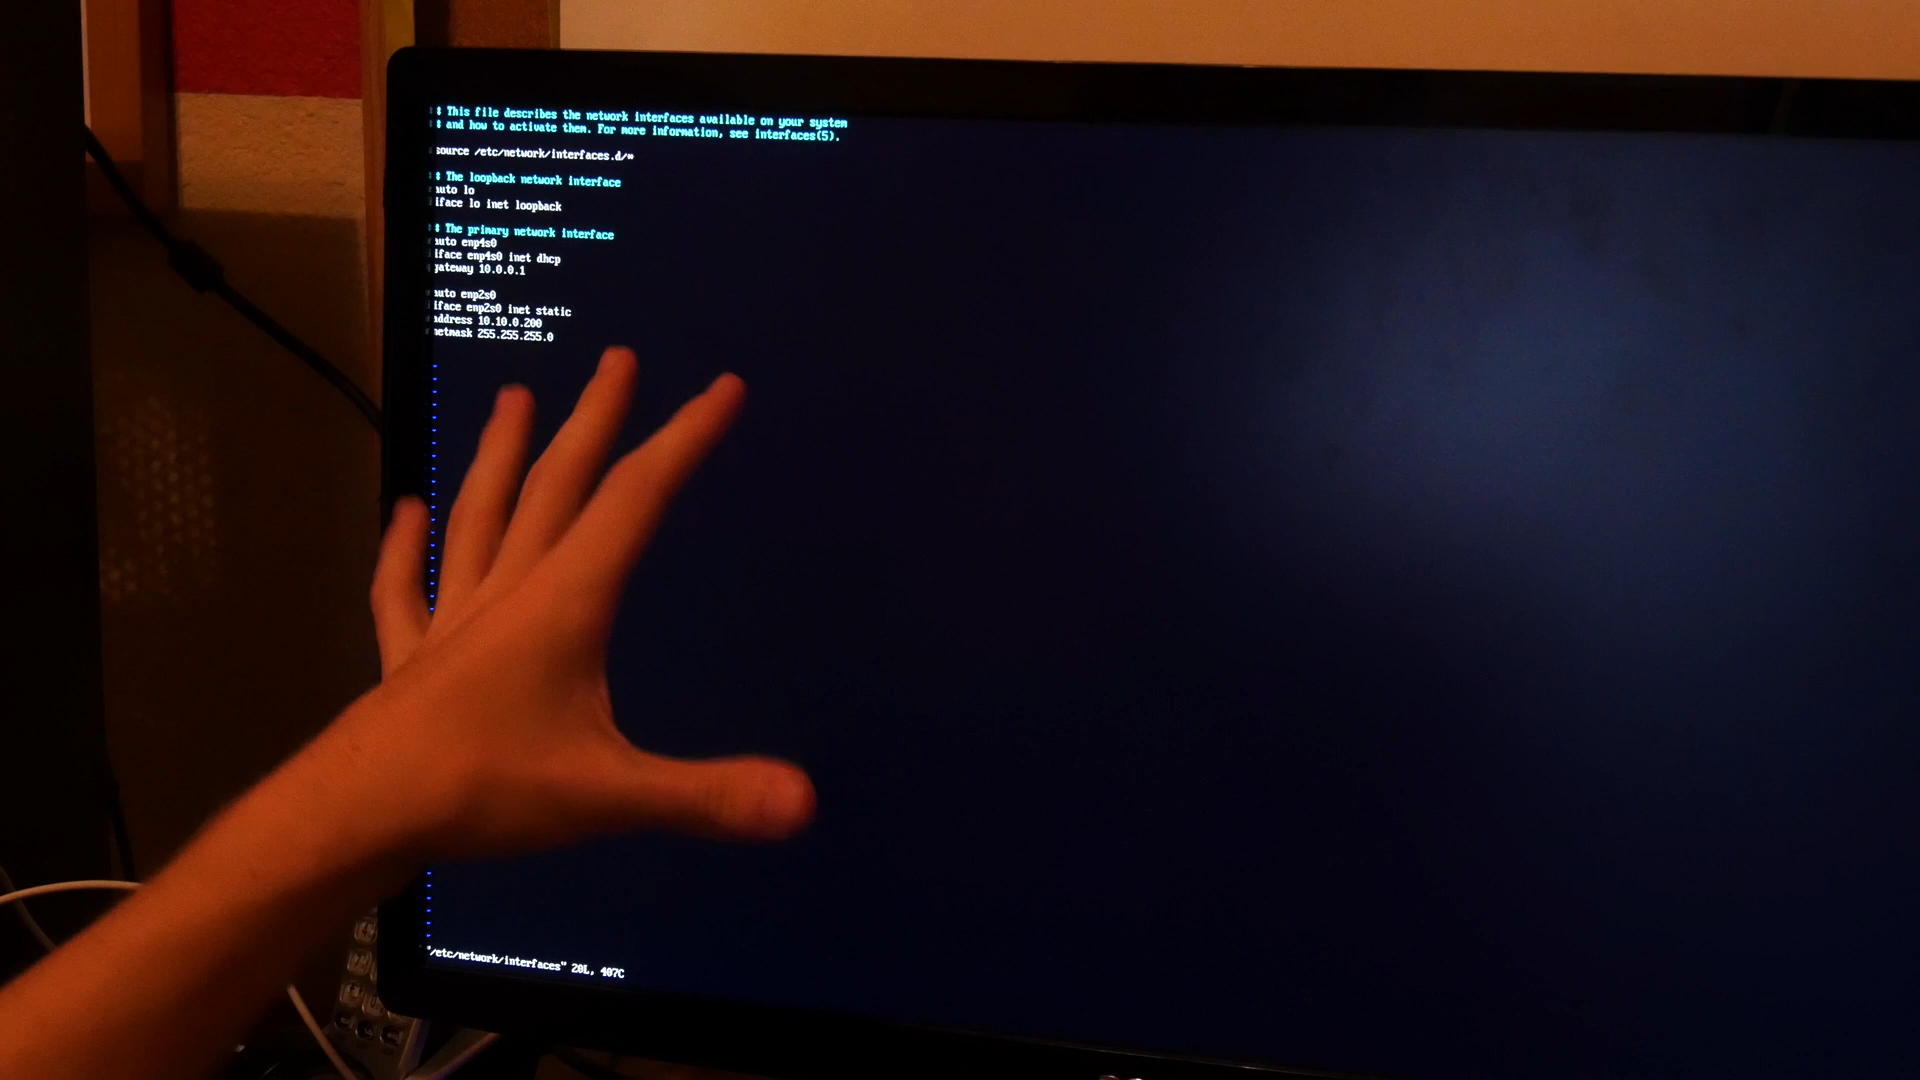 # This file describes the network interfaces available on your system
# and how to activate them. For more information, see interfaces(5).
source /etc/network/interfaces.d/*
# The loopback network interface
auto lo
iface lo inet loopback
# The primary network interface
auto enp4s0
iface enp4s0 inet dhcp
gateway 10.0.0.1
auto enp2s0
iface enp2s0 inet static
address 10.10.0.200
netmask 255.255.255.0
"/etc/network/interfaces" 20L, 407C